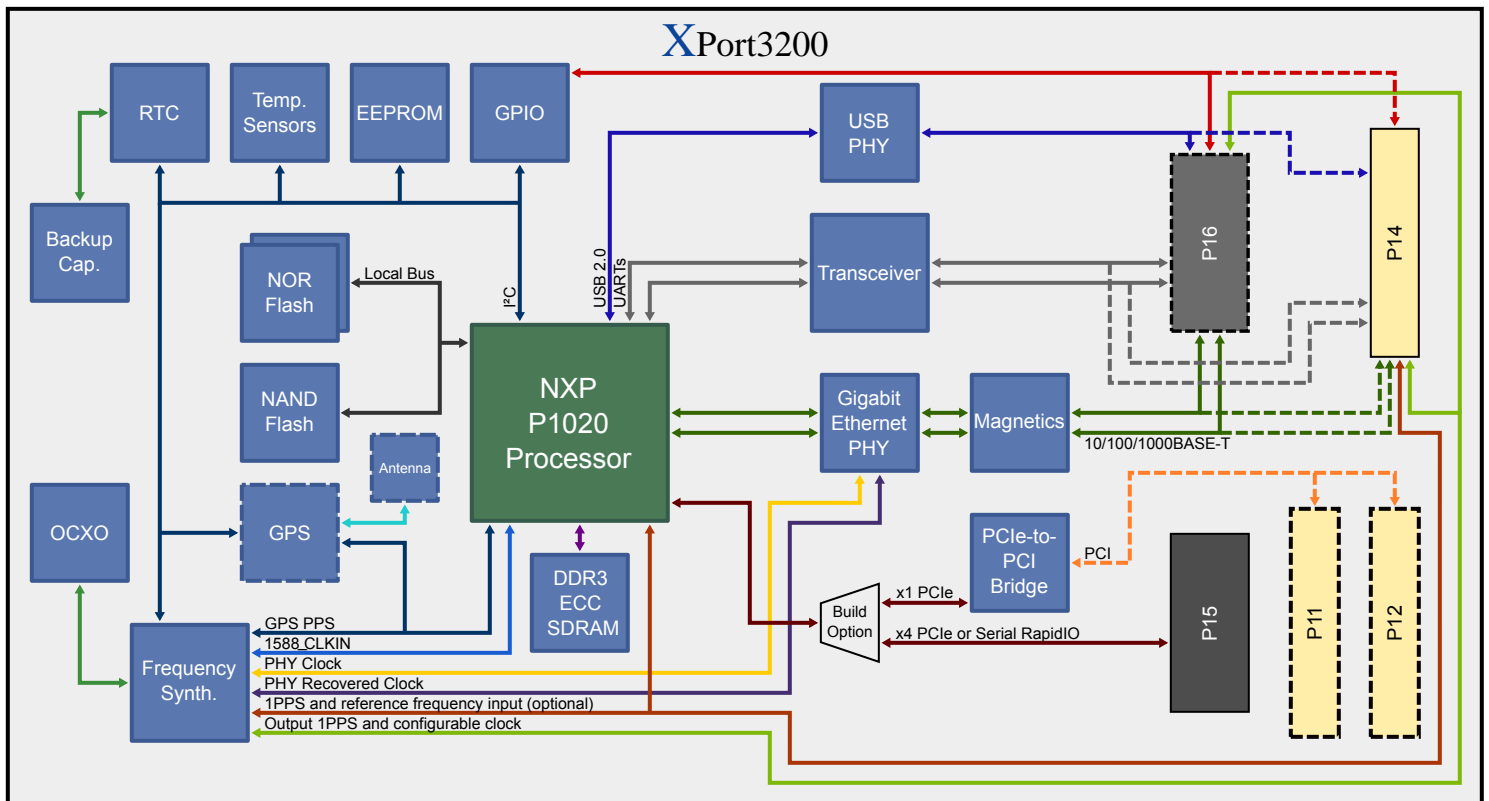 XPort3200
RTC
Temp.
Sensors
EEPROM
GPIO
USB
PHY
Backup
Cap.
NOR
Flash
Local Bus
I²C
USB 2.0
UARTs
Transceiver
P16
P14
NAND
Flash
NXP
P1020
Processor
Gigabit
Ethernet
PHY
Magnetics
10/100/1000BASE-T
Antenna
OCXO
GPS
DDR3
ECC
SDRAM
PCIe-to-
PCI
Bridge
PCI
Build
Option
x1 PCIe
x4 PCIe or Serial RapidIO
P15
P11
P12
Frequency
Synth.
GPS PPS
1588_CLKIN
PHY Clock
PHY Recovered Clock
1PPS and reference frequency input (optional)
Output 1PPS and configurable clock